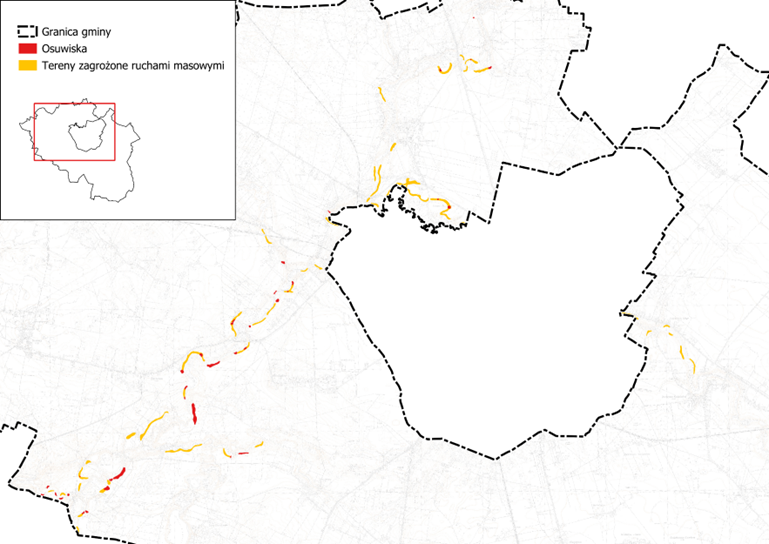 Granica gminy
Osuwiska
Tereny zagrożone ruchami masowymi